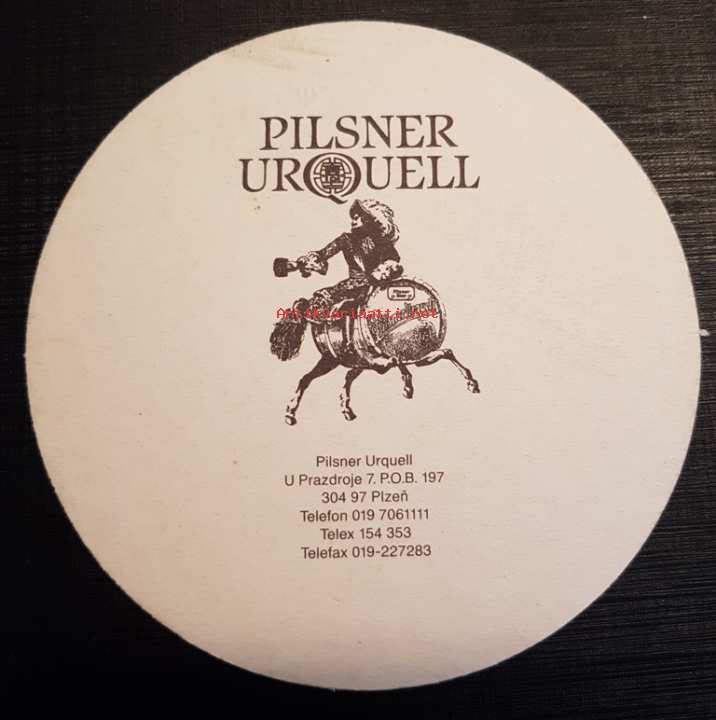 PILSNER
URQUELL
Antikvariaatti.net
Pilsner Urquell
U Prazdroje 7. P.O.B. 197
304 97 Plzeň
Telefon 019 7061111
Telex 154 353
Telefax 019-227283